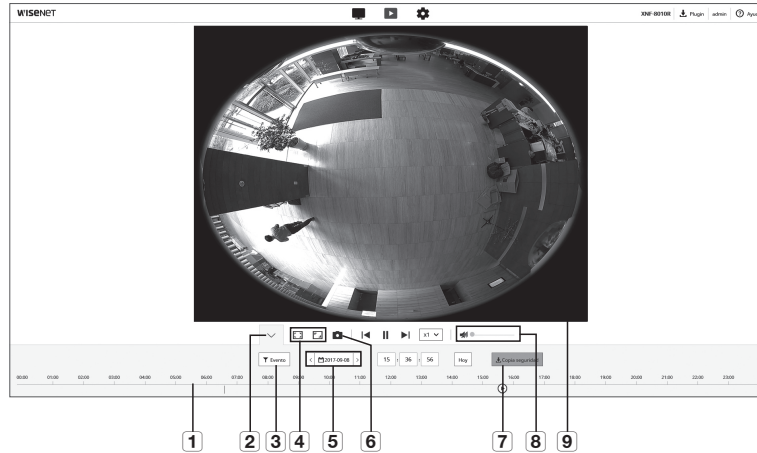 WISENET
XNF-8010R Plugin admin Ayu
x1
Evento 2017-09-08 15 : 36 : 56 Hoy Copia seguridad
00:00 01:00 02:00 03:00 04:00 05:00 06:00 07:00 08:00 09:00 10:00 11:00 12:00 13:00 14:00 15:00 16:00 17:00 18:00 19:00 20:00 21:00 22:00 23:00
1 2 3 4 5 6 7 8 9